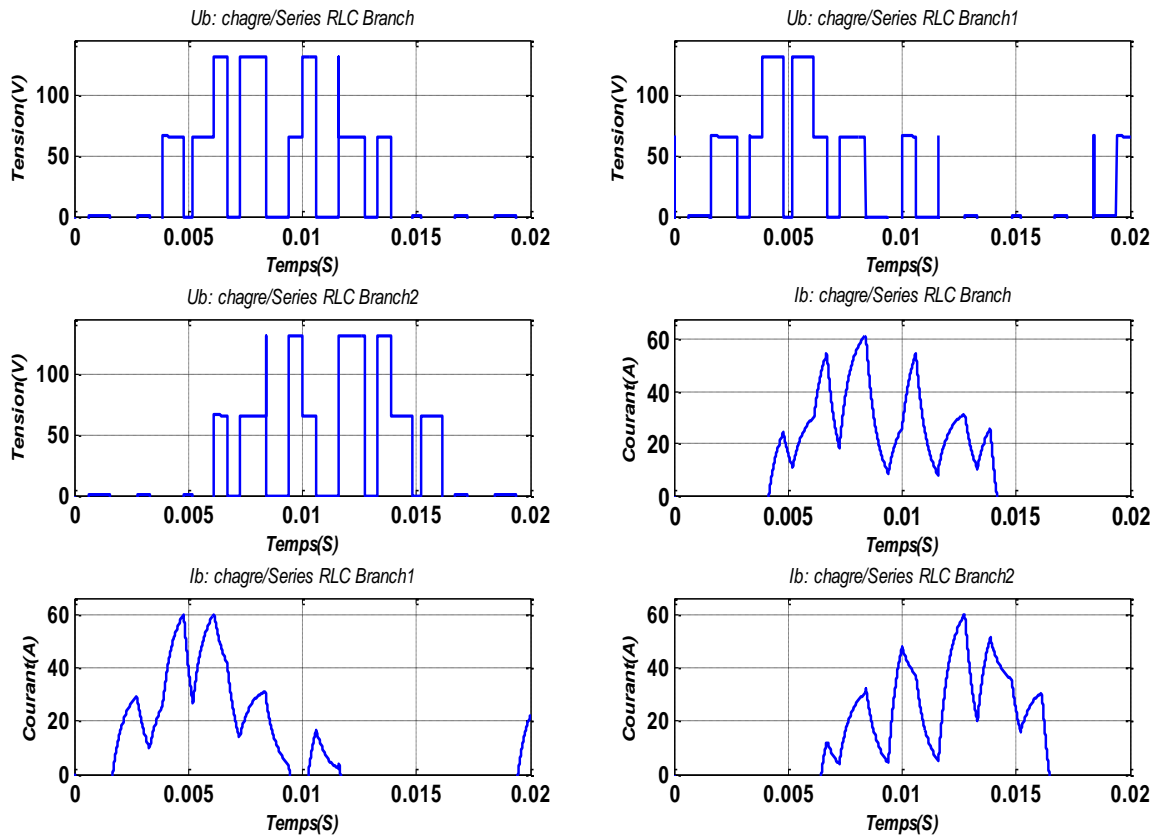 Ub: chagre/Series RLC Branch
Tension(V)
100
50
0
0 0.005 0.01 0.015 0.02
Temps(S)
Ub: chagre/Series RLC Branch1
Tension(V)
100
50
0
0 0.005 0.01 0.015 0.02
Temps(S)
Ub: chagre/Series RLC Branch2
Tension(V)
100
50
0
0 0.005 0.01 0.015 0.02
Temps(S)
Ib: chagre/Series RLC Branch
Courant(A)
60
40
20
0
0 0.005 0.01 0.015 0.02
Temps(S)
Ib: chagre/Series RLC Branch1
Courant(A)
60
40
20
0
0 0.005 0.01 0.015 0.02
Temps(S)
Ib: chagre/Series RLC Branch2
Courant(A)
60
40
20
0
0 0.005 0.01 0.015 0.02
Temps(S)